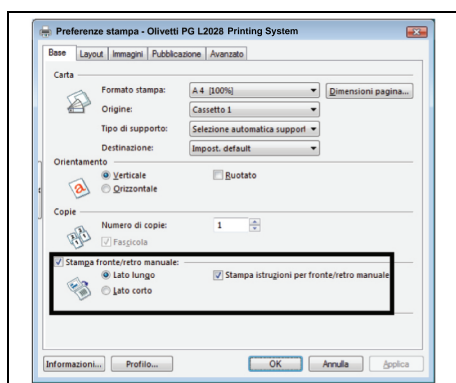 Preferenze stampa - Olivetti PG L2028 Printing System
Base Layout Immagini Pubblicazione Avanzato
Carta
Formato stampa: A 4 [100%] Dimensioni pagina...
Origine: Cassetto 1
Tipo di supporto: Selezione automatica supporl
Destinazione: Impost. default
Orientamento
Verticale Ruotato
Orizzontale
Copie
Numero di copie: 1
Fascicola
Stampa fronte/retro manuale:
Lato lungo Stampa istruzioni per fronte/retro manuale
Lato corto
Informazioni... Profilo... OK Annulla Applica